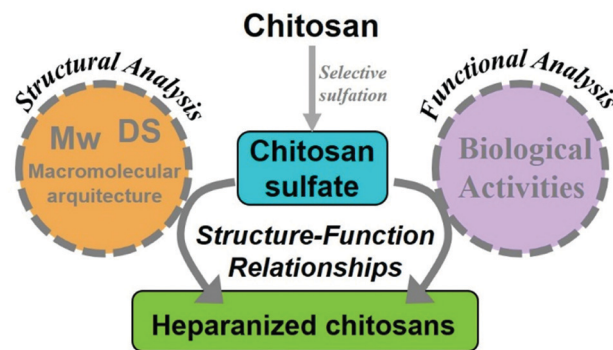 Chitosan
Selective
sulfation
Structural Analysis
Mw DS
Macromolecular
arquitecture
Chitosan
sulfate
Functional Analysis
Biological
Activities
Structure-Function
Relationships
Heparanized chitosans